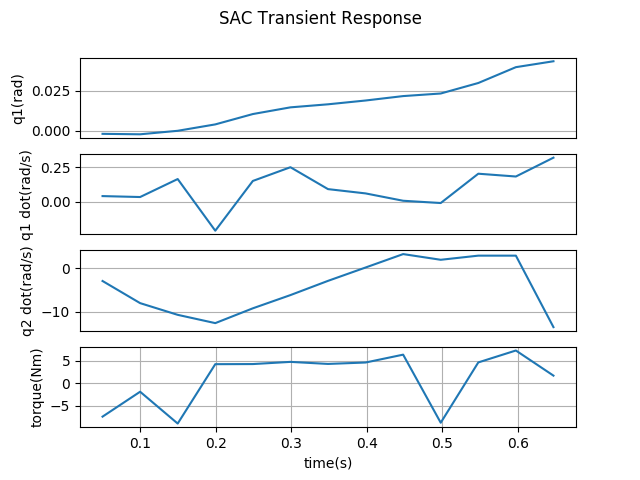 SAC Transient Response
q1(rad)
0.025
0.000
q1 dot(rad/s)
0.25
0.00
q2 dot(rad/s)
0
−10
torque(Nm)
5
0
−5
0.1 0.2 0.3 0.4 0.5 0.6
time(s)